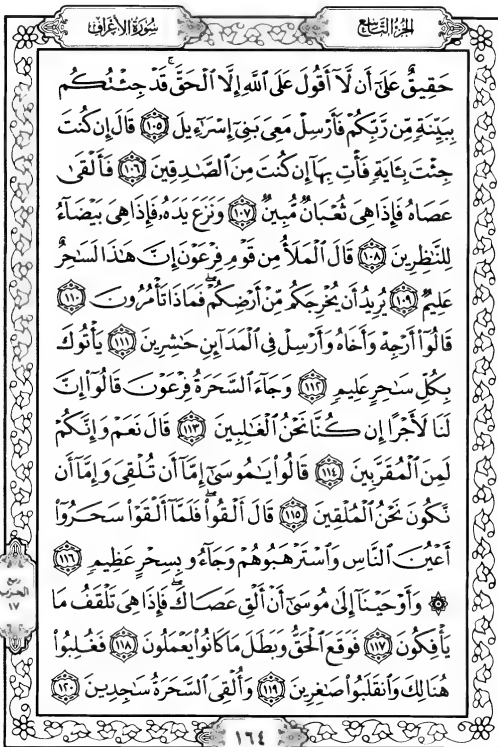 الجزء التاسع
سورة الأعراف
حَقِيقٌ عَلَىٰٓ أَن لَّآ أَقُولَ عَلَى ٱللَّهِ إِلَّا ٱلْحَقَّ ۚ قَدْ جِئْتُكُم
بِبَيِّنَةٍ مِّن رَّبِّكُمْ فَأَرْسِلْ مَعِىَ بَنِىٓ إِسْرَٰٓءِيلَ ١٠٥ قَالَ إِن كُنتَ
جِئْتَ بِـَٔايَةٍ فَأْتِ بِهَآ إِن كُنتَ مِنَ ٱلصَّـٰدِقِينَ ١٠٦ فَأَلْقَىٰ
عَصَاهُ فَإِذَا هِىَ ثُعْبَانٌ مُّبِينٌ ١٠٧ وَنَزَعَ يَدَهُۥ فَإِذَا هِىَ بَيْضَآءُ
لِلنَّـٰظِرِينَ ١٠٨ قَالَ ٱلْمَلَأُ مِن قَوْمِ فِرْعَوْنَ إِنَّ هَـٰذَا لَسَـٰحِرٌ
عَلِيمٌ ١٠٩ يُرِيدُ أَن يُخْرِجَكُم مِّنْ أَرْضِكُمْ ۖ فَمَاذَا تَأْمُرُونَ ١١٠
قَالُوٓا۟ أَرْجِهْ وَأَخَاهُ وَأَرْسِلْ فِى ٱلْمَدَآئِنِ حَـٰشِرِينَ ١١١ يَأْتُوكَ
بِكُلِّ سَـٰحِرٍ عَلِيمٍ ١١٢ وَجَآءَ ٱلسَّحَرَةُ فِرْعَوْنَ قَالُوٓا۟ إِنَّ
لَنَا لَأَجْرًا إِن كُنَّا نَحْنُ ٱلْغَـٰلِبِينَ ١١٣ قَالَ نَعَمْ وَإِنَّكُمْ
لَمِنَ ٱلْمُقَرَّبِينَ ١١٤ قَالُوا۟ يَـٰمُوسَىٰٓ إِمَّآ أَن تُلْقِىَ وَإِمَّآ أَن
نَّكُونَ نَحْنُ ٱلْمُلْقِينَ ١١٥ قَالَ أَلْقُوا۟ ۖ فَلَمَّآ أَلْقَوْا۟ سَحَرُوٓا۟
أَعْيُنَ ٱلنَّاسِ وَٱسْتَرْهَبُوهُمْ وَجَآءُو بِسِحْرٍ عَظِيمٍ ١١٦
۞ وَأَوْحَيْنَآ إِلَىٰ مُوسَىٰٓ أَنْ أَلْقِ عَصَاكَ ۖ فَإِذَا هِىَ تَلْقَفُ مَا
يَأْفِكُونَ ١١٧ فَوَقَعَ ٱلْحَقُّ وَبَطَلَ مَا كَانُوا۟ يَعْمَلُونَ ١١٨ فَغُلِبُوا۟
هُنَالِكَ وَٱنقَلَبُوا۟ صَـٰغِرِينَ ١١٩ وَأُلْقِىَ ٱلسَّحَرَةُ سَـٰجِدِينَ ١٢٠
ربع
الحزب
١٧
١٦٤